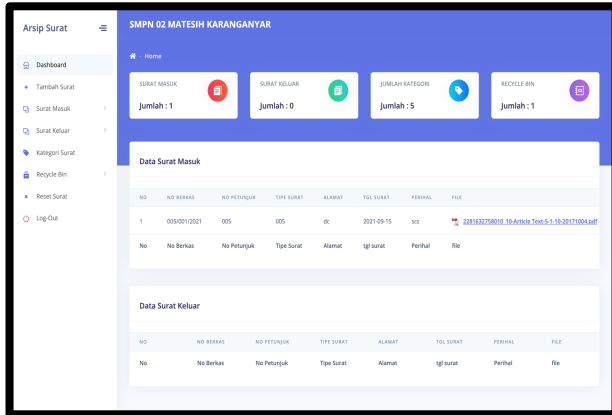 Arsip Surat
Dashboard
Tambah Surat
Surat Masuk
Surat Keluar
Kategori Surat
Recycle Bin
Reset Surat
Log-Out
SMPN 02 MATESIH KARANGANYAR
- Home
SURAT MASUK
Jumlah : 1
SURAT KELUAR
Jumlah : 0
JUMLAH KATEGORI
Jumlah : 5
RECYCLE BIN
Jumlah : 1
Data Surat Masuk
NO NO BERKAS NO PETUNJUK TIPE SURAT ALAMAT TGL SURAT PERIHAL FILE
1 005/001/2021 005 005 dc 2021-09-15 scs 2281632758010_10-Article Text-5-1-10-20171004.pdf
No No Berkas No Petunjuk Tipe Surat Alamat tgl surat Perihal file
Data Surat Keluar
NO NO BERKAS NO PETUNJUK TIPE SURAT ALAMAT TGL SURAT PERIHAL FILE
No No Berkas No Petunjuk Tipe Surat Alamat tgl surat Perihal file